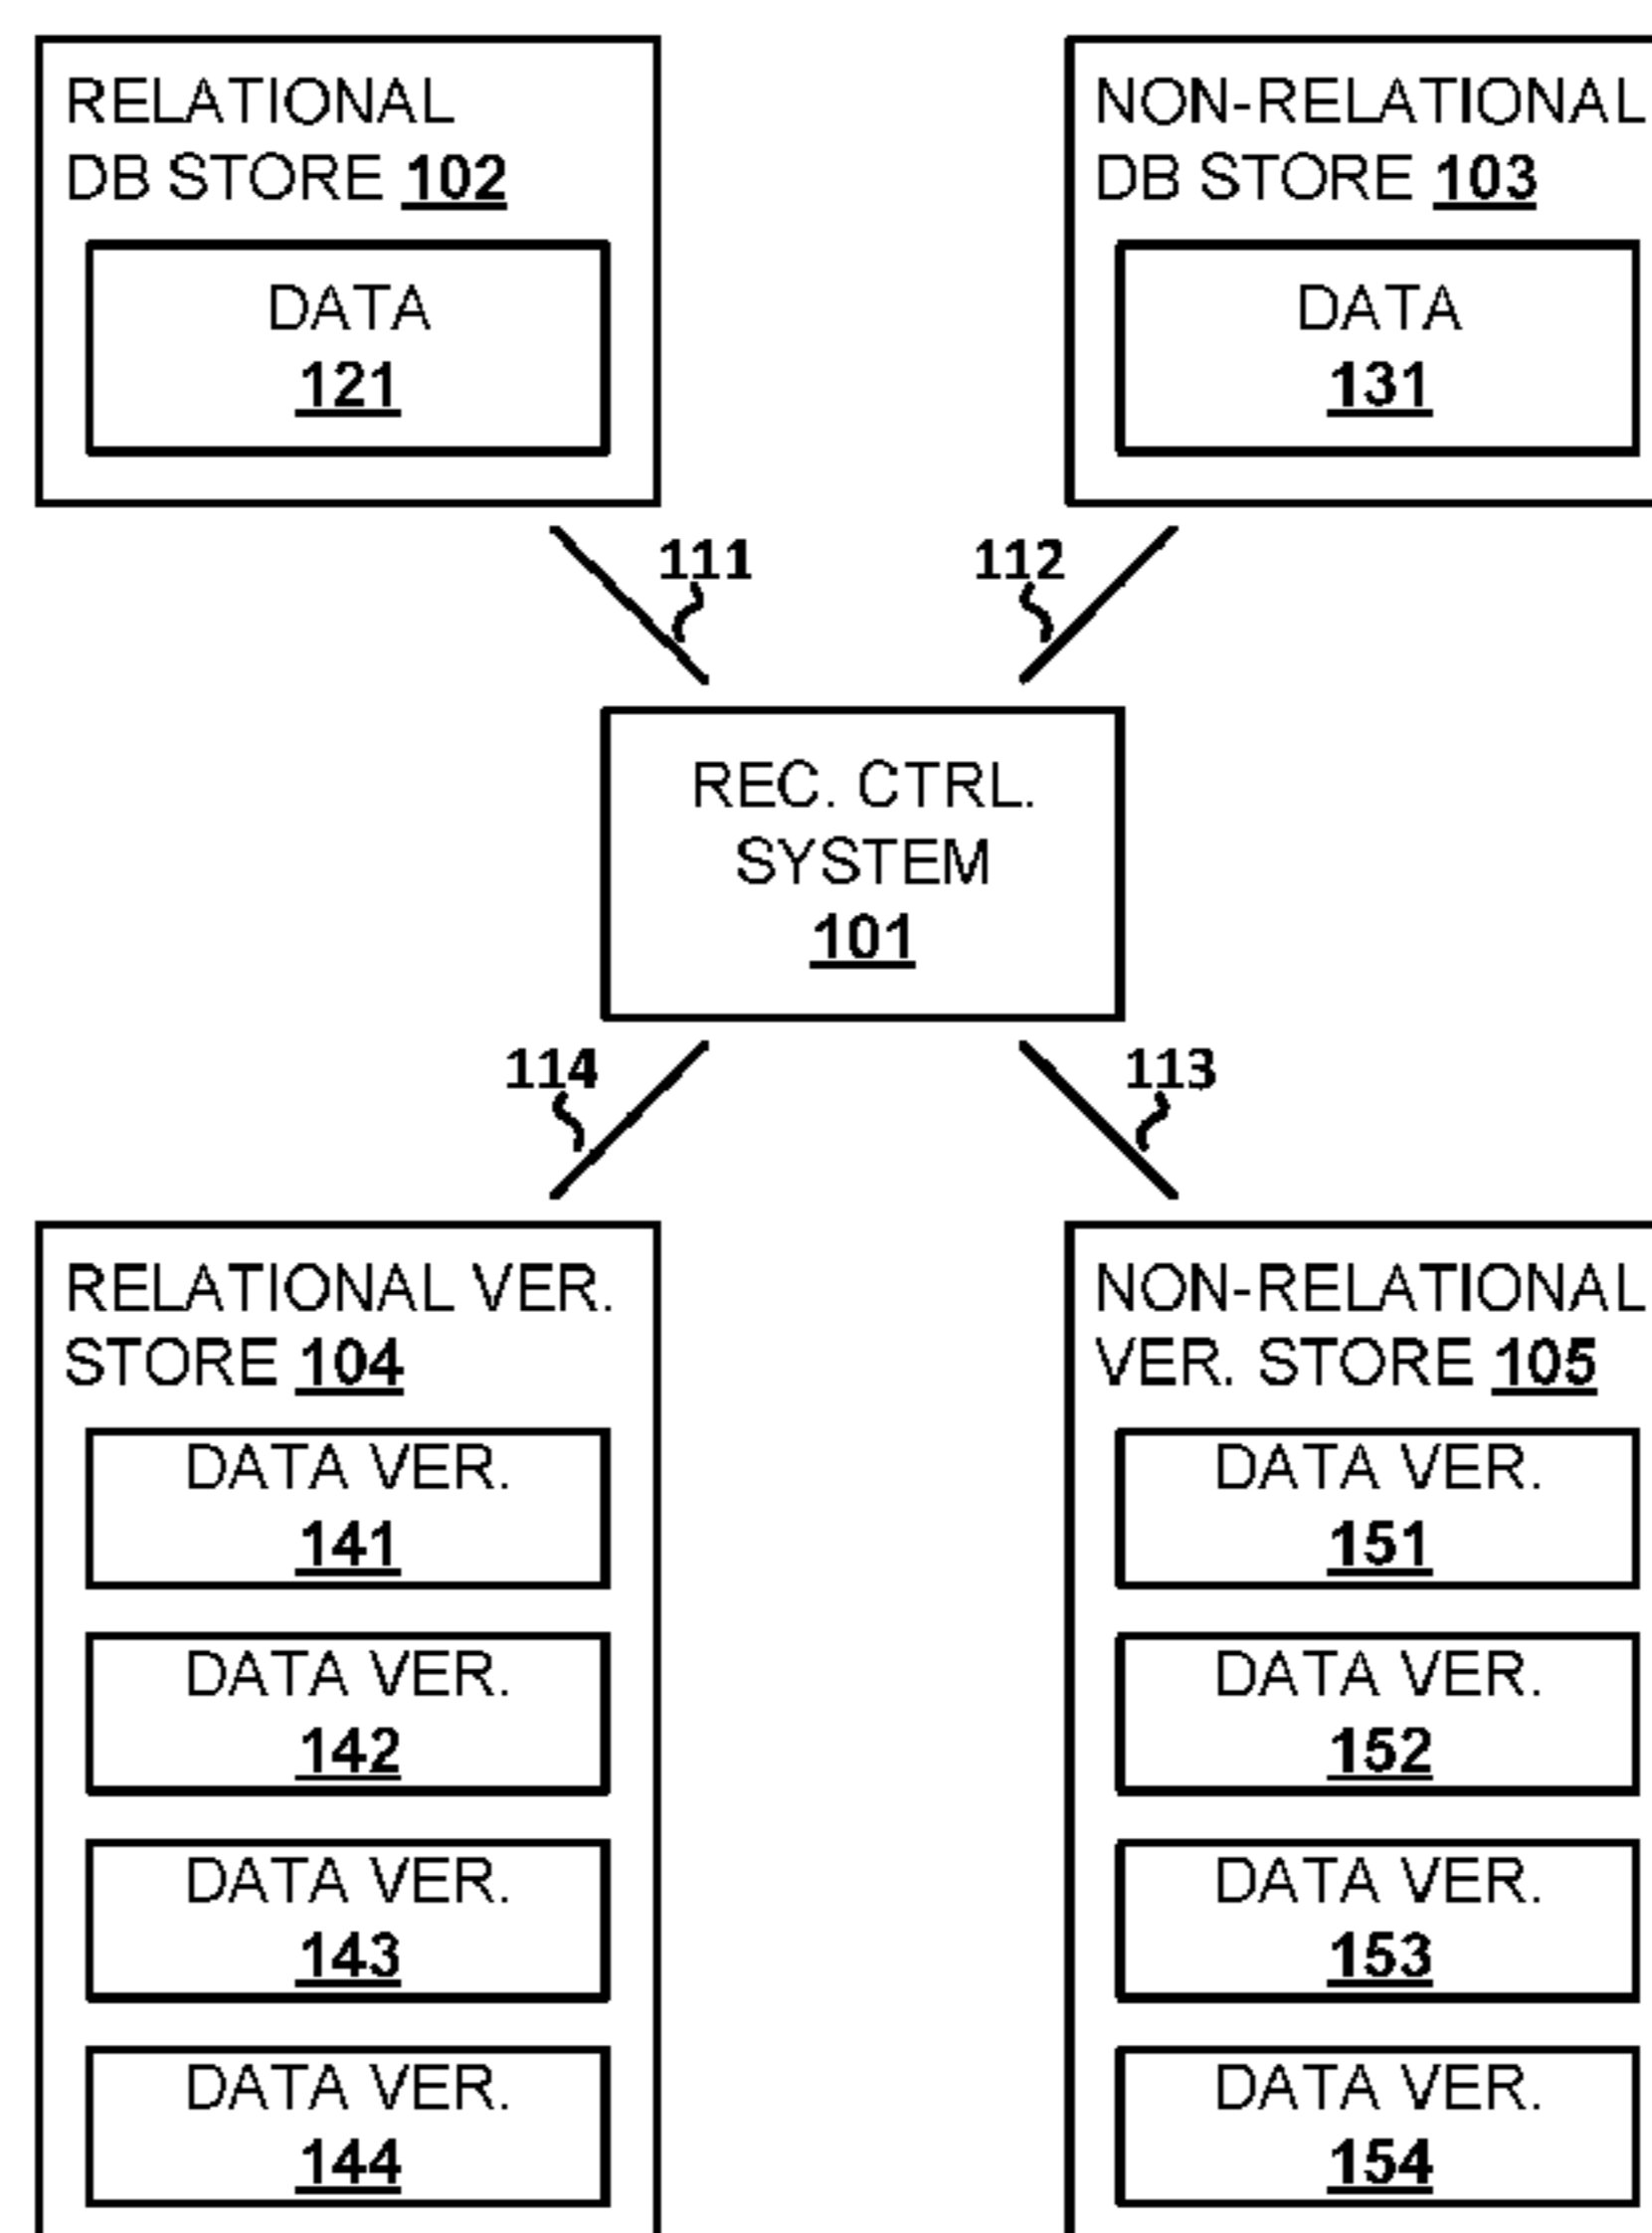 RELATIONAL
DB STORE 102
DATA
121
NON-RELATIONAL
DB STORE 103
DATA
131
111
112
REC. CTRL.
SYSTEM
101
114
113
RELATIONAL VER.
STORE 104
DATA VER.
141
DATA VER.
142
DATA VER.
143
DATA VER.
144
NON-RELATIONAL
VER. STORE 105
DATA VER.
151
DATA VER.
152
DATA VER.
153
DATA VER.
154